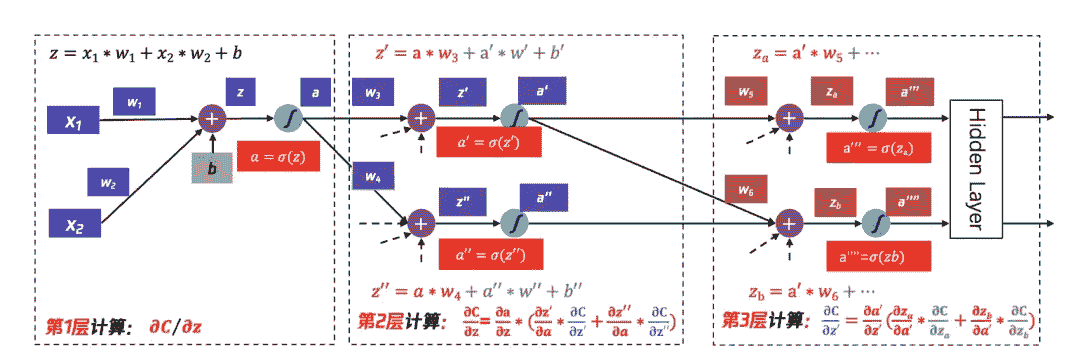 z = x₁ * w₁ + x₂ * w₂ + b
X₁
w₁
z
a
+
∫
a = σ(z)
b
w₂
X₂
第1层计算： ∂C/∂z
z′ = a * w₃ + a′ * w′ + b′
w₃
z′
a′
+
∫
a′ = σ(z′)
w₄
z′′
a′′
+
∫
a′′ = σ(z′′)
z′′ = a * w₄ + a′′ * w′′ + b′′
第2层计算： ∂C/∂z = ∂a/∂z * (∂z′/∂a * ∂C/∂z′ + ∂z′′/∂a * ∂C/∂z′′)
zₐ = a′ * w₅ + ⋯
w₅
zₐ
a′′′
+
∫
a′′′ = σ(zₐ)
w₆
z_b
a′′′′
+
∫
a′′′′=σ(zb)
Hidden Layer
z_b = a′ * w₆ + ⋯
第3层计算： ∂C/∂z′ = ∂a′/∂z′ (∂zₐ/∂a′ * ∂C/∂zₐ + ∂z_b/∂a′ * ∂C/∂z_b)